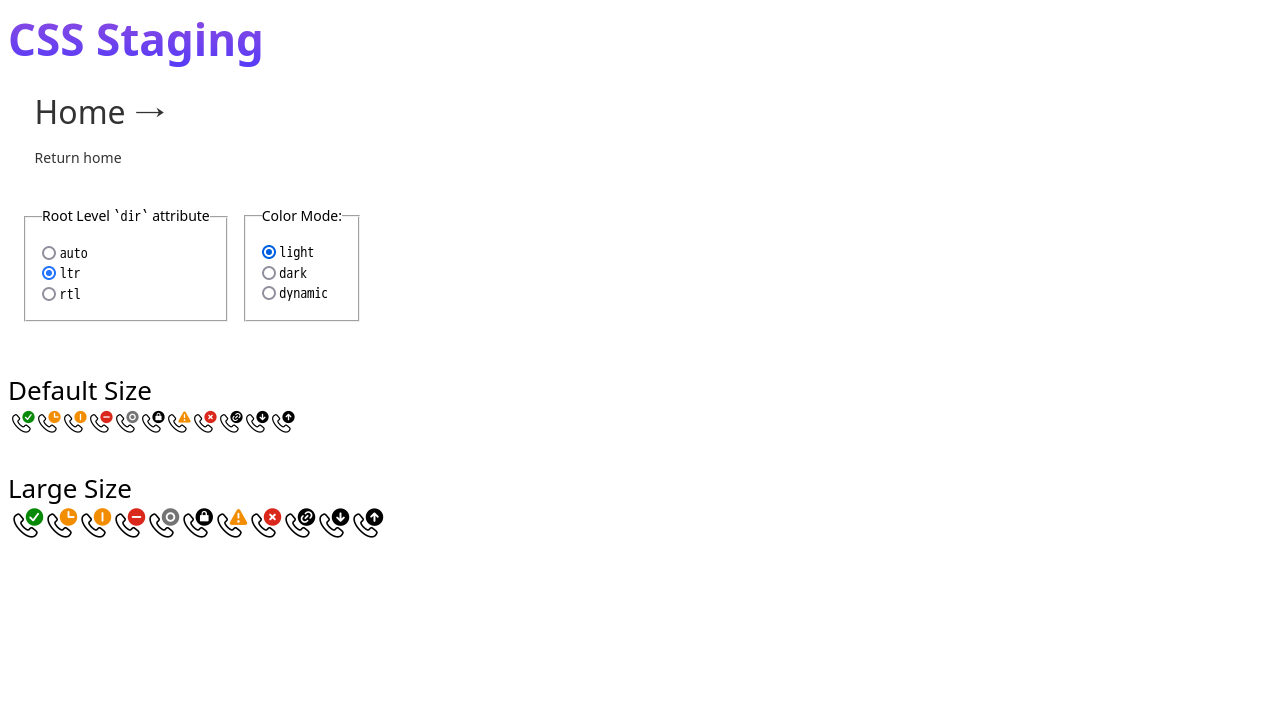 CSS Staging
Home →
Return home
Root Level `dir` attribute
auto
ltr
rtl
Color Mode:
light
dark
dynamic
Default Size
Large Size